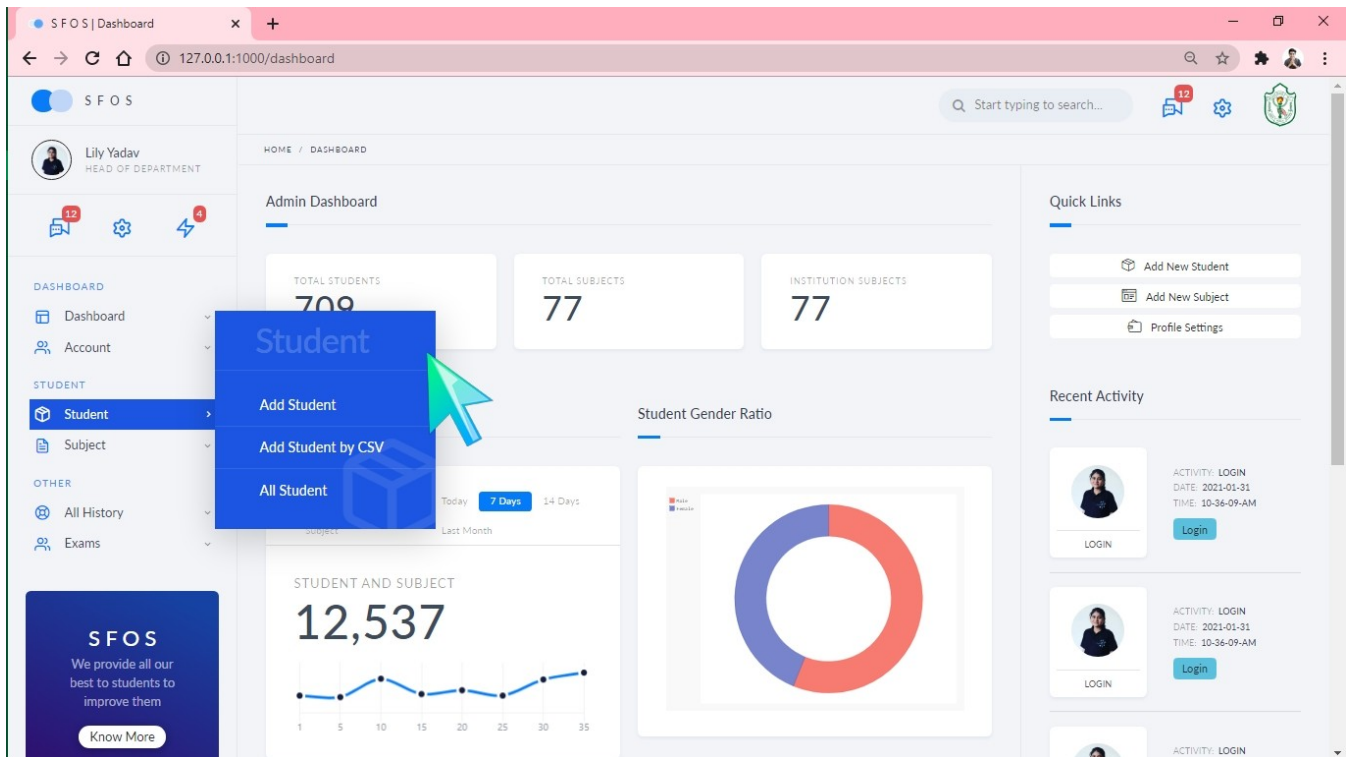 S F O S | Dashboard
127.0.0.1:1000/dashboard
S F O S
Start typing to search...
12
Lily Yadav
HEAD OF DEPARTMENT
HOME / DASHBOARD
12
4
Admin Dashboard
Quick Links
Add New Student
Add New Subject
Profile Settings
TOTAL STUDENTS
709
TOTAL SUBJECTS
77
INSTITUTION SUBJECTS
77
DASHBOARD
Dashboard
Account
STUDENT
Student
Subject
OTHER
All History
Exams
Student
Add Student
Add Student by CSV
All Student
Today
7 Days
14 Days
Subject
Last Month
STUDENT AND SUBJECT
12,537
1 5 10 15 20 25 30 35
Student Gender Ratio
Male
Female
Recent Activity
ACTIVITY: LOGIN
DATE: 2021-01-31
TIME: 10-36-09-AM
Login
LOGIN
ACTIVITY: LOGIN
DATE: 2021-01-31
TIME: 10-36-09-AM
Login
LOGIN
ACTIVITY: LOGIN
S F O S
We provide all our
best to students to
improve them
Know More